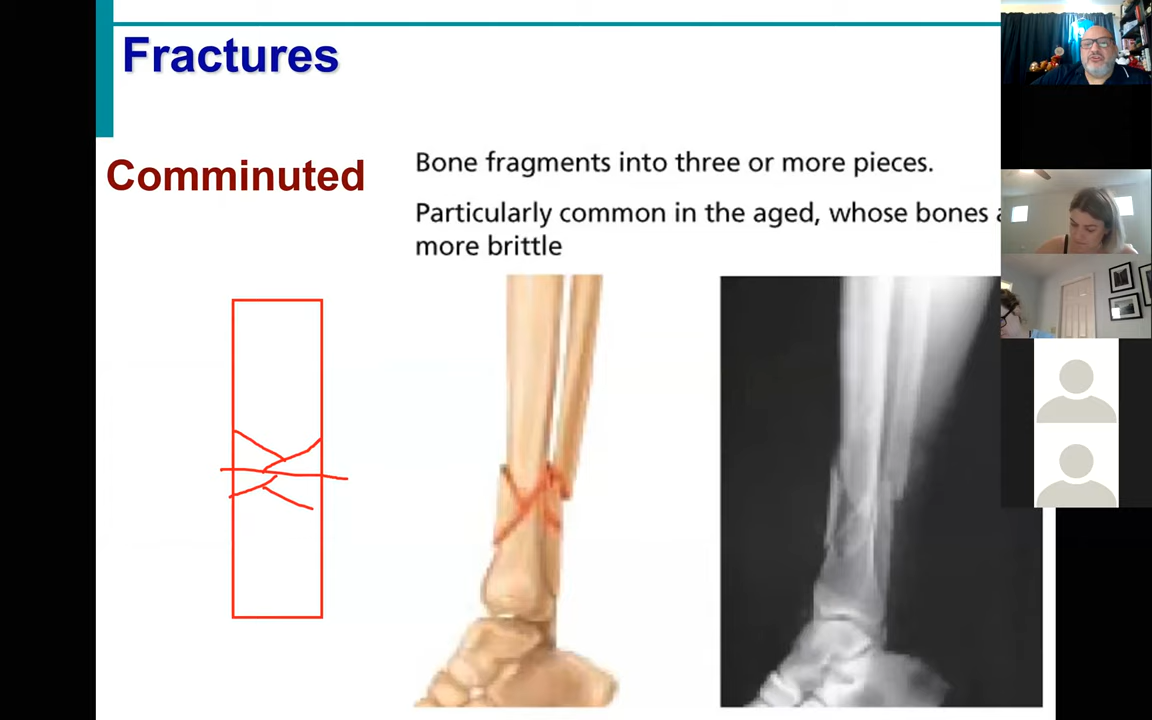 Fractures
Comminuted
Bone fragments into three or more pieces.
Particularly common in the aged, whose bones
more brittle